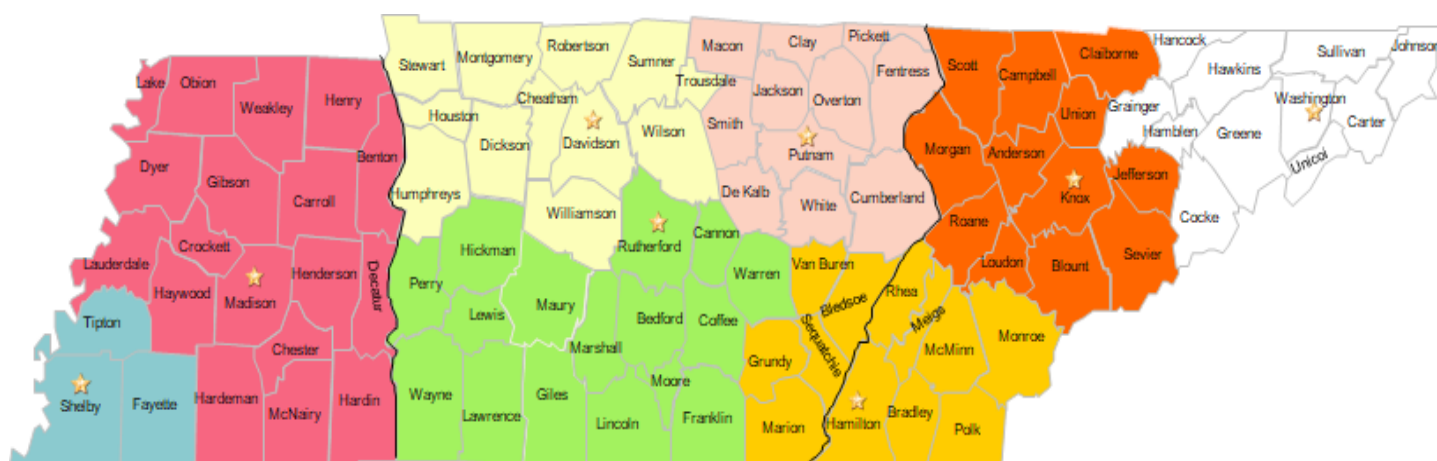 Lake
Obion
Weakley
Henry
Dyer
Gibson
Carroll
Benton
Crockett
Lauderdale
Haywood
Madison
Henderson
Decatur
Chester
Hardeman
McNairy
Hardin
Tipton
Shelby
Fayette
Stewart
Montgomery
Robertson
Sumner
Trousdale
Houston
Cheatham
Dickson
Davidson
Wilson
Humphreys
Williamson
Hickman
Rutherford
Cannon
Perry
Lewis
Maury
Bedford
Coffee
Warren
Marshall
Wayne
Lawrence
Giles
Lincoln
Moore
Franklin
Macon
Clay
Pickett
Fentress
Jackson
Overton
Smith
Putnam
De Kalb
White
Cumberland
Van Buren
Bledsoe
Sequatchie
Grundy
Marion
Rhea
Meigs
McMinn
Monroe
Hamilton
Bradley
Polk
Scott
Campbell
Claiborne
Union
Morgan
Anderson
Knox
Jefferson
Roane
Loudon
Blount
Sevier
Hancock
Hawkins
Sullivan
Johnson
Grainger
Hamblen
Greene
Washington
Carter
Unicoi
Cocke